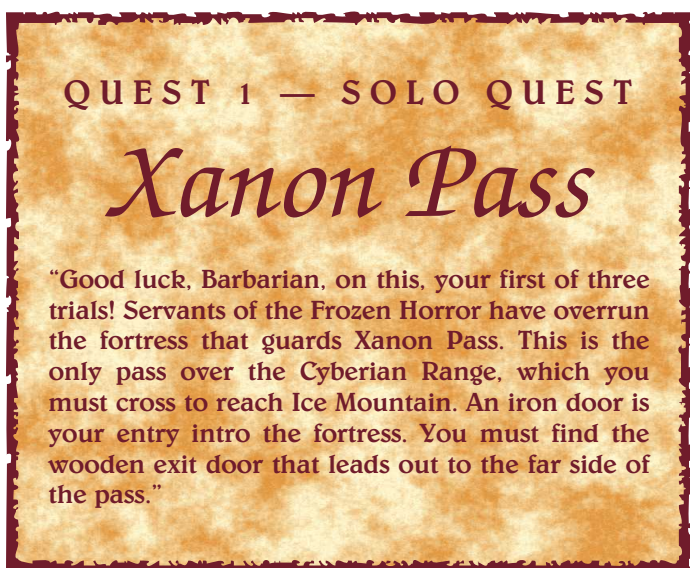 QUEST 1 — SOLO QUEST
Xanon Pass
“Good luck, Barbarian, on this, your first of three
trials! Servants of the Frozen Horror have overrun
the fortress that guards Xanon Pass. This is the
only pass over the Cyberian Range, which you
must cross to reach Ice Mountain. An iron door is
your entry intro the fortress. You must find the
wooden exit door that leads out to the far side of
the pass.”